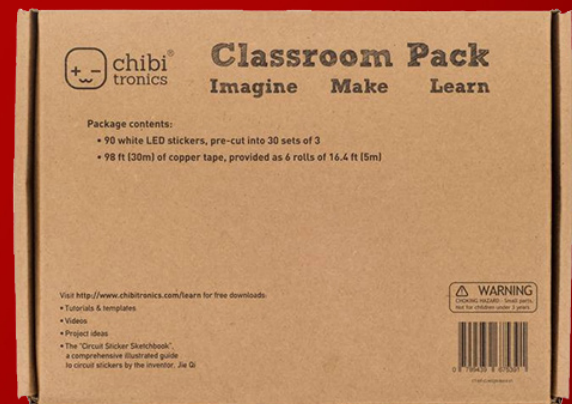 chibi®
tronics
Classroom Pack
Imagine Make Learn
Package contents:
• 90 white LED stickers, pre-cut into 30 sets of 3
• 98 ft (30m) of copper tape, provided as 6 rolls of 16.4 ft (5m)
Visit http://www.chibitronics.com/learn for free downloads:
• Tutorials & templates
• Videos
• Project ideas
• The "Circuit Sticker Sketchbook",
a comprehensive illustrated guide
to circuit stickers by the inventor, Jie Qi
WARNING
CHOKING HAZARD - Small parts.
Not for children under 3 years